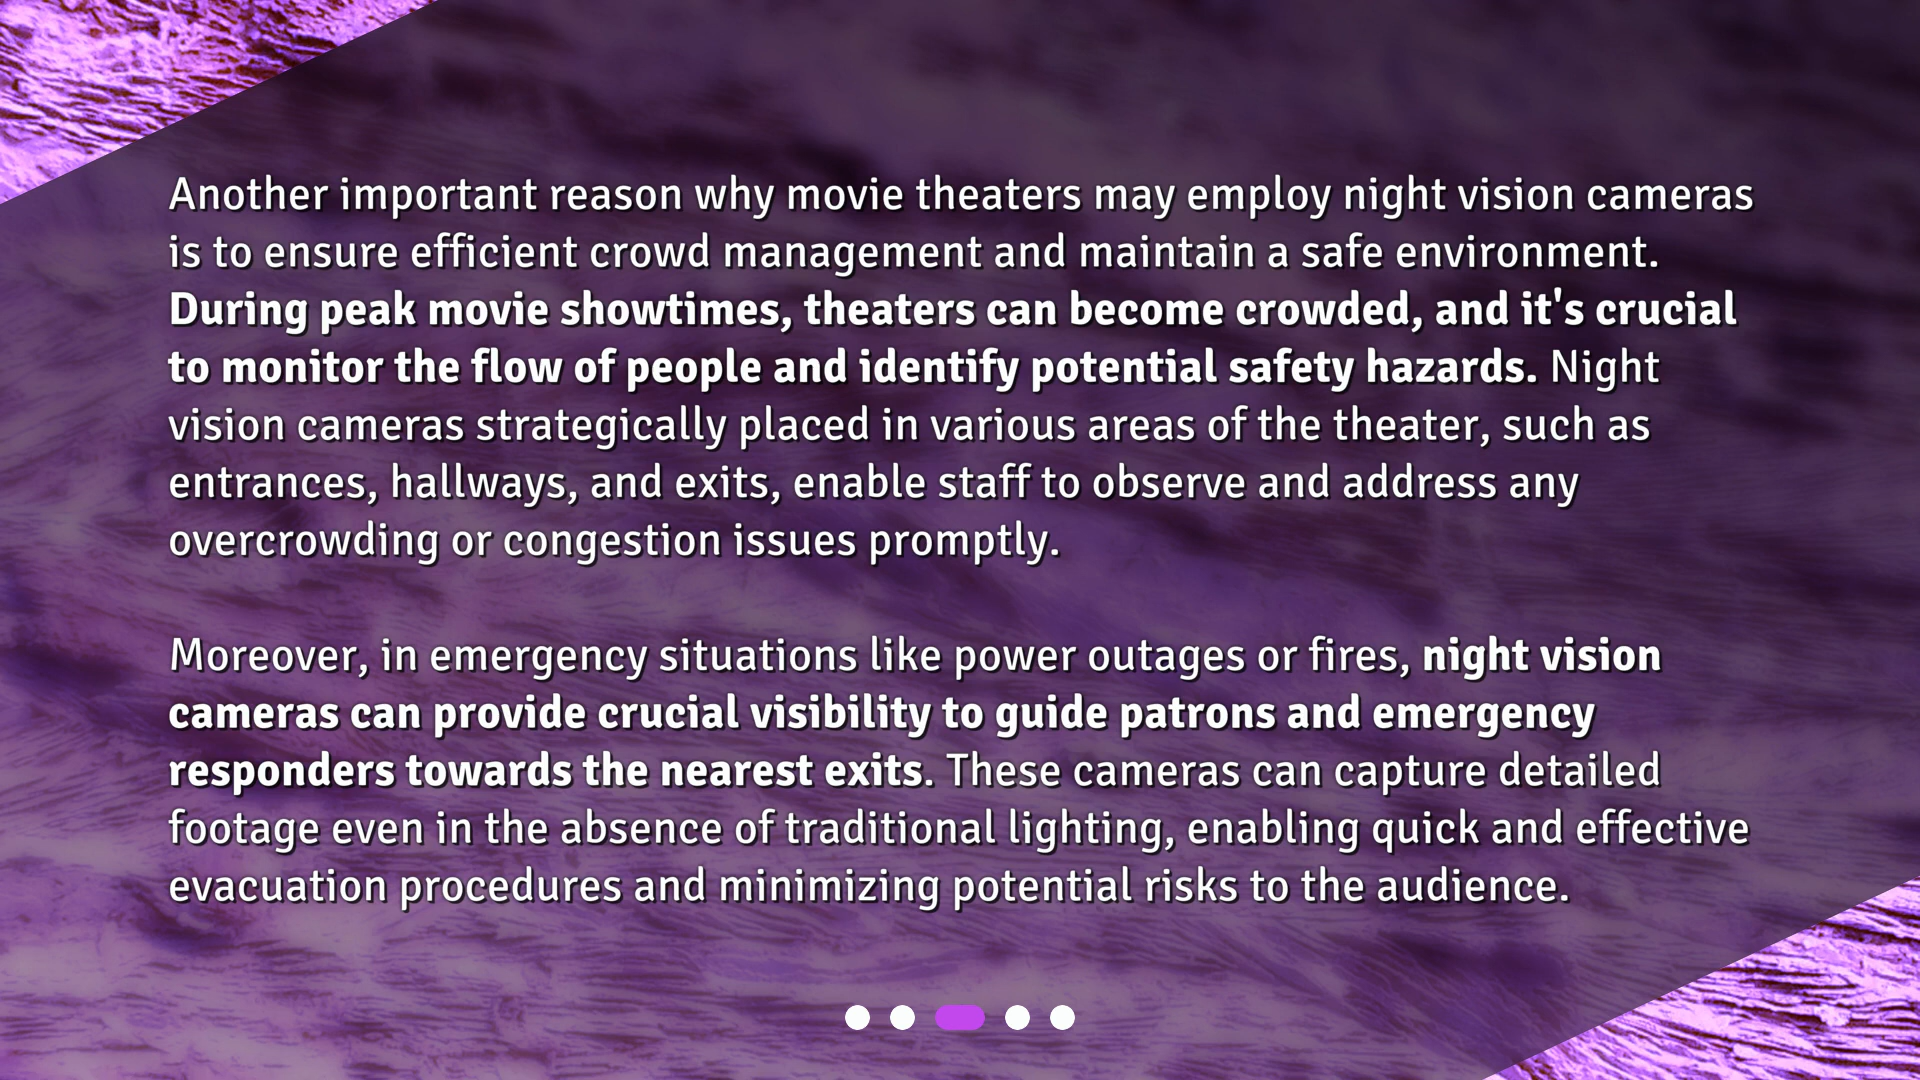 Another important reason why movie theaters may employ night vision cameras
is to ensure efficient crowd management and maintain a safe environment.
During peak movie showtimes, theaters can become crowded, and it's crucial
to monitor the flow of people and identify potential safety hazards. Night
vision cameras strategically placed in various areas of the theater, such as
entrances, hallways, and exits, enable staff to observe and address any
overcrowding or congestion issues promptly.
Moreover, in emergency situations like power outages or fires, night vision
cameras can provide crucial visibility to guide patrons and emergency
responders towards the nearest exits. These cameras can capture detailed
footage even in the absence of traditional lighting, enabling quick and effective
evacuation procedures and minimizing potential risks to the audience.